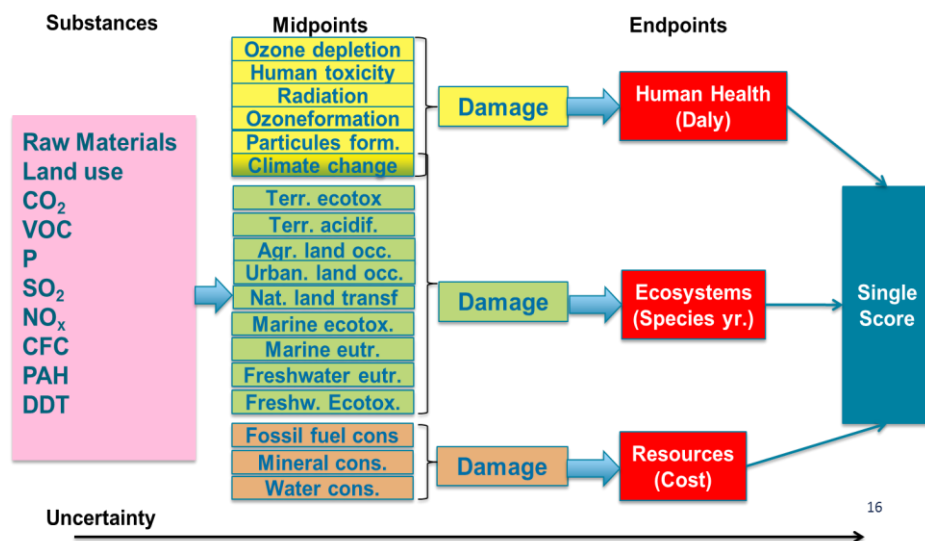 Substances
Midpoints
Endpoints
Raw Materials
Land use
CO₂
VOC
P
SO₂
NOₓ
CFC
PAH
DDT
Ozone depletion
Human toxicity
Radiation
Ozoneformation
Particules form.
Climate change
Terr. ecotox
Terr. acidif.
Agr. land occ.
Urban. land occ.
Nat. land transf
Marine ecotox.
Marine eutr.
Freshwater eutr.
Freshw. Ecotox.
Fossil fuel cons
Mineral cons.
Water cons.
Damage
Damage
Damage
Human Health
(Daly)
Ecosystems
(Species yr.)
Resources
(Cost)
Single
Score
16
Uncertainty